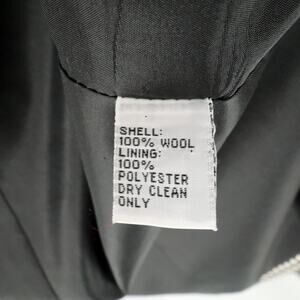 SHELL:
100% WOOL
LINING:
100%
POLYESTER
DRY CLEAN
ONLY